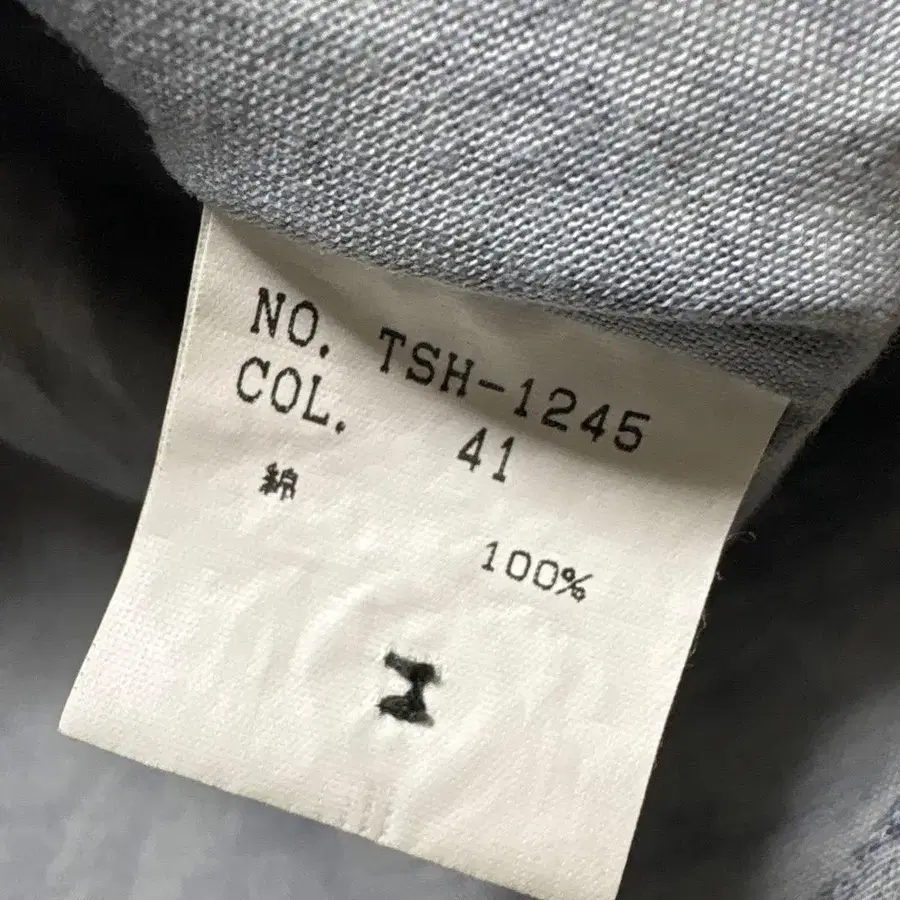 NO. TSH-1245
COL. 41
綿 100%